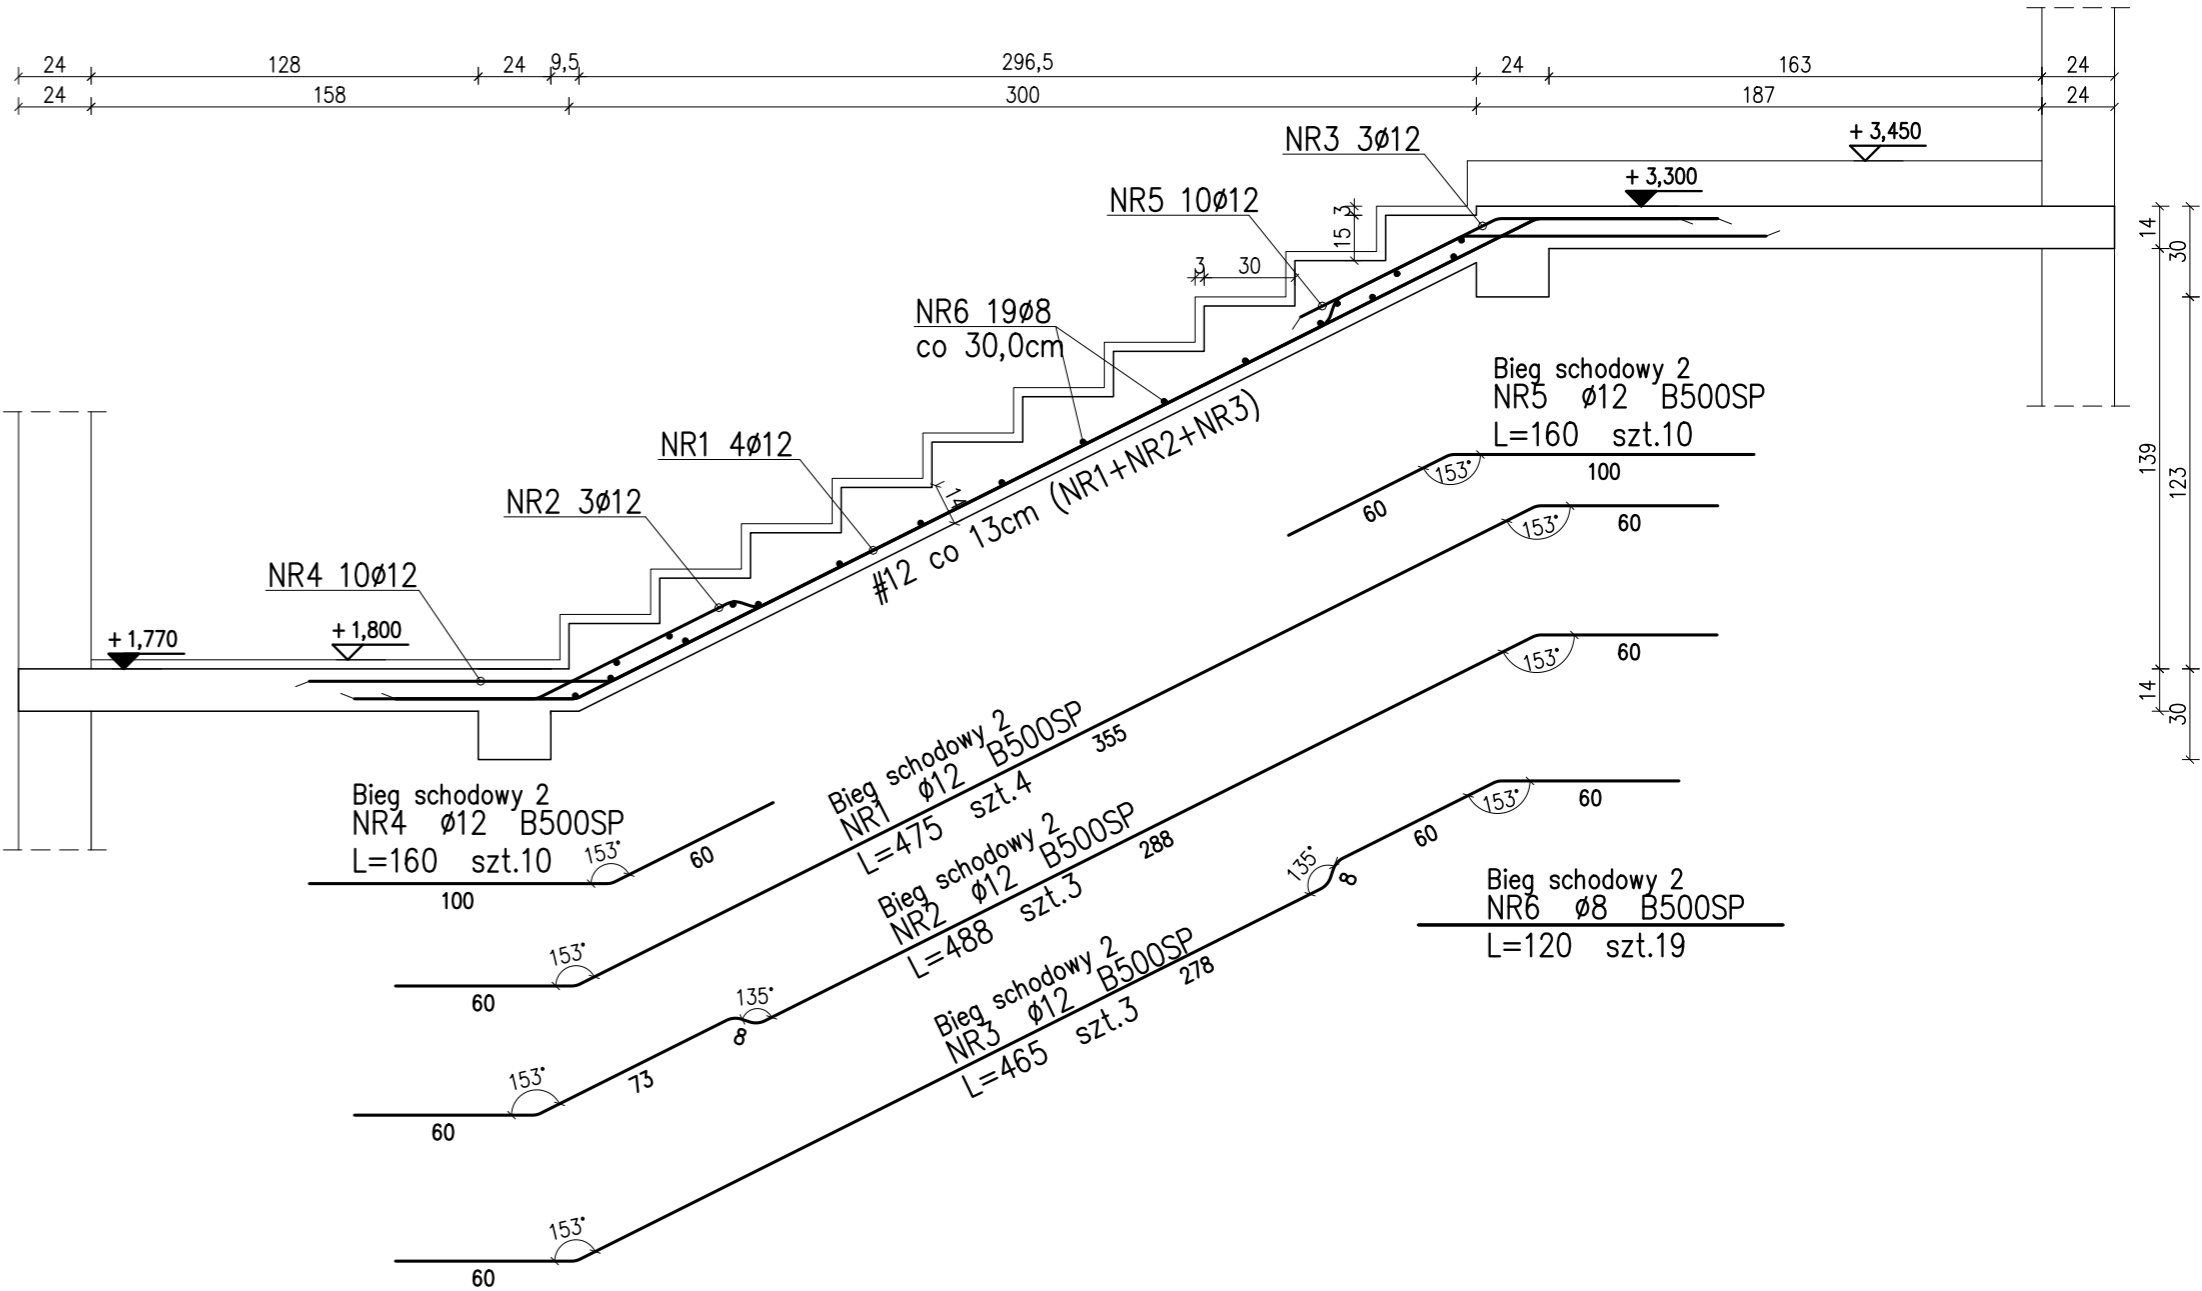 24 128 24 9,5 296,5 24 163 24
24 158 300 187 24
NR3 3ø12
+ 3,450
+ 3,300
NR5 10ø12
3
15
3 30
14
30
NR6 19ø8
co 30,0cm
Bieg schodowy 2
NR5 ø12 B500SP
L=160 szt.10
153°
100
60
#12 co 13cm (NR1+NR2+NR3)
NR1 4ø12
14
139
123
NR2 3ø12
153°
60
NR4 10ø12
+ 1,770
+ 1,800
153°
60
14
30
Bieg schodowy 2
NR1 ø12 B500SP
L=475 szt.4
355
153°
60
Bieg schodowy 2
NR4 ø12 B500SP
L=160 szt.10
153°
60
100
Bieg schodowy 2
NR2 ø12 B500SP
L=488 szt.3
288
135°
8
73
153°
60
153°
60
60
135°
8
Bieg schodowy 2
NR3 ø12 B500SP
L=465 szt.3
278
153°
60
Bieg schodowy 2
NR6 ø8 B500SP
L=120 szt.19